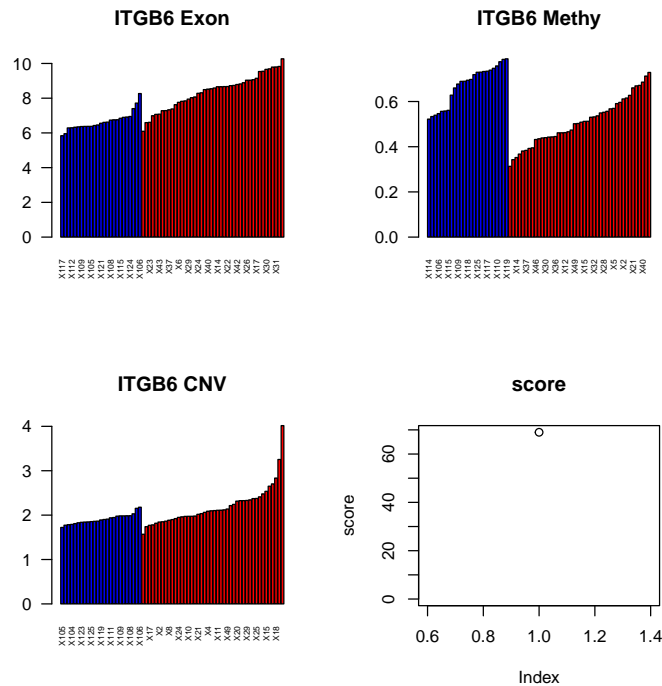 ITGB6 Exon
10
8
6
4
2
0
X117 X112 X109 X105 X121 X108 X115 X124 X106 X23 X43 X37 X6 X29 X24 X40 X14 X22 X42 X26 X17 X30 X31
ITGB6 Methy
0.6
0.4
0.2
0.0
X114 X106 X115 X109 X118 X125 X117 X110 X119 X14 X37 X46 X30 X36 X12 X49 X15 X32 X28 X5 X2 X21 X40
ITGB6 CNV
4
3
2
1
0
X105 X104 X123 X125 X119 X111 X109 X108 X106 X17 X2 X8 X24 X10 X21 X4 X11 X49 X20 X29 X25 X15 X18
score
score
60
40
20
0
0.6 0.8 1.0 1.2 1.4
Index